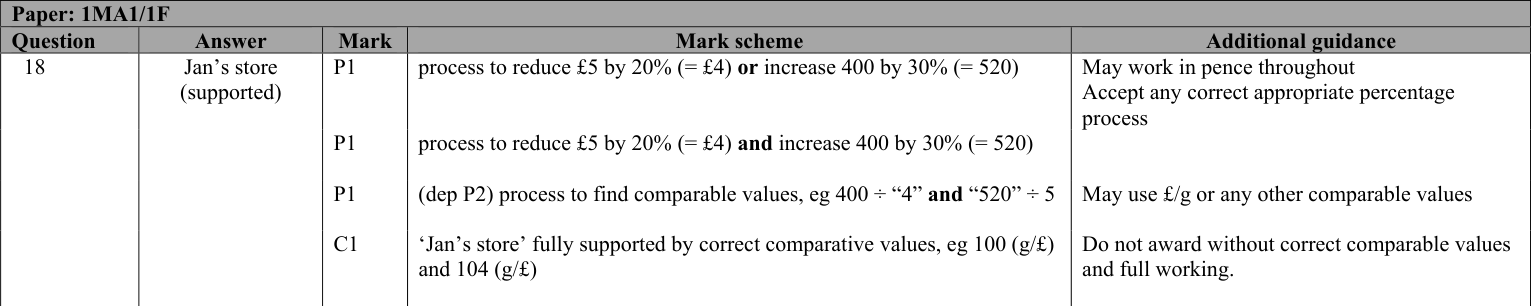 Paper: 1MA1/1F
Question Answer Mark Mark scheme Additional guidance
18 Jan’s store (supported) P1 process to reduce £5 by 20% (= £4) or increase 400 by 30% (= 520) May work in pence throughout
Accept any correct appropriate percentage
process
P1 process to reduce £5 by 20% (= £4) and increase 400 by 30% (= 520)
P1 (dep P2) process to find comparable values, eg 400 ÷ “4” and “520” ÷ 5 May use £/g or any other comparable values
C1 ‘Jan’s store’ fully supported by correct comparative values, eg 100 (g/£)
and 104 (g/£)
Do not award without correct comparable values
and full working.